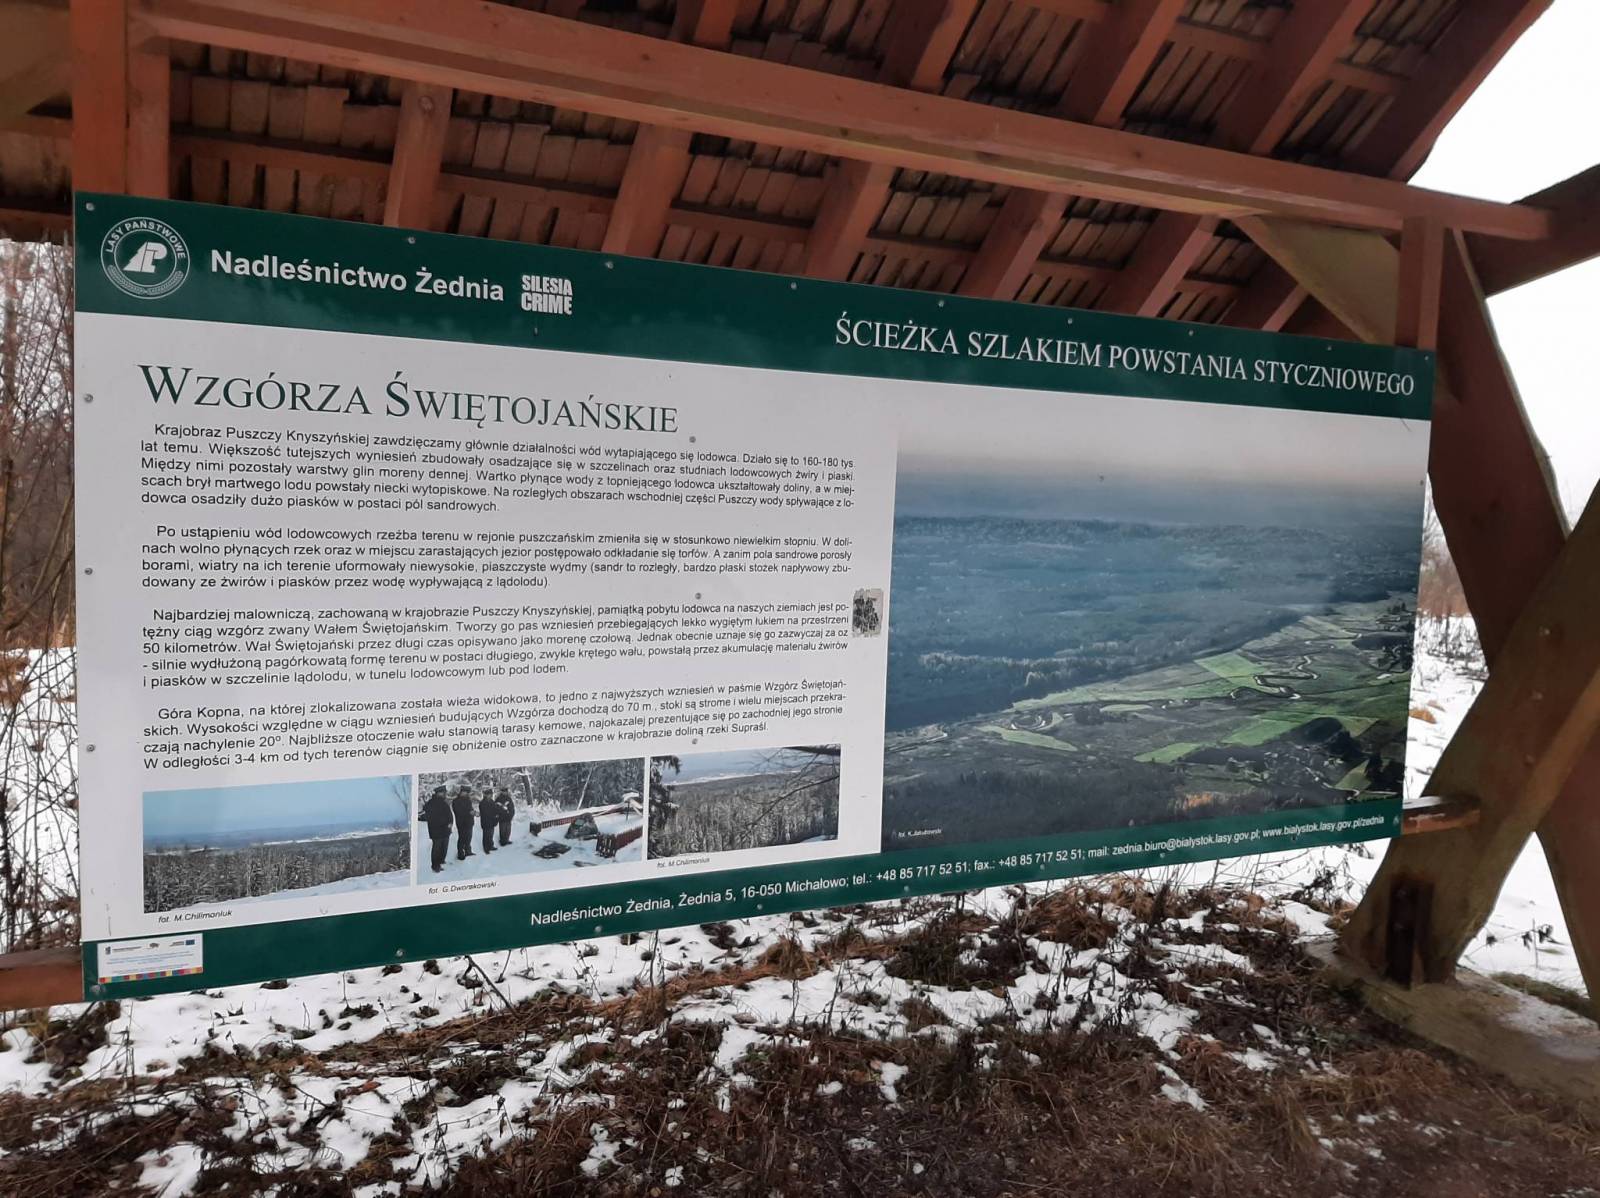 LASY PAŃSTWOWE
Nadleśnictwo Żednia
SILESIA
CRIME
ŚCIEŻKA SZLAKIEM POWSTANIA STYCZNIOWEGO
WZGÓRZA ŚWIĘTOJAŃSKIE
Krajobraz Puszczy Knyszyńskiej zawdzięczamy głównie działalności wód wytapiającego się lodowca. Działo się to 160-180 tys.
lat temu. Większość tutejszych wyniesień zbudowały osadzające się w szczelinach oraz studniach lodowcowych żwiry i piaski.
Między nimi pozostały warstwy glin moreny dennej. Wartko płynące wody z topniejącego lodowca ukształtowały doliny, a w miej-
scach brył martwego lodu powstały niecki wytopiskowe. Na rozległych obszarach wschodniej części Puszczy wody spływające z lo-
dowca osadziły dużo piasków w postaci pól sandrowych.
Po ustąpieniu wód lodowcowych rzeźba terenu w rejonie puszczańskim zmieniła się w stosunkowo niewielkim stopniu. W doli-
nach wolno płynących rzek oraz w miejscu zarastających jezior postępowało odkładanie się torfów. A zanim pola sandrowe porosły
borami, wiatry na ich terenie uformowały niewysokie, piaszczyste wydmy (sandr to rozległy, bardzo płaski stożek napływowy zbu-
dowany ze żwirów i piasków przez wodę wypływającą z lądolodu).
Najbardziej malowniczą, zachowaną w krajobrazie Puszczy Knyszyńskiej, pamiątką pobytu lodowca na naszych ziemiach jest po-
tężny ciąg wzgórz zwany Wałem Świętojańskim. Tworzy go pas wzniesień przebiegających lekko wygiętym łukiem na przestrzeni
50 kilometrów. Wał Świętojański przez długi czas opisywano jako morenę czołową. Jednak obecnie uznaje się go zazwyczaj za oz
- silnie wydłużoną pagórkowatą formę terenu w postaci długiego, zwykle krętego wału, powstałą przez akumulację materiału żwirów
i piasków w szczelinie lądolodu, w tunelu lodowcowym lub pod lodem.
Góra Kopna, na której zlokalizowana została wieża widokowa, to jedno z najwyższych wzniesień w paśmie Wzgórz Świętojań-
skich. Wysokości względne w ciągu wzniesień budujących Wzgórza dochodzą do 70 m., stoki są strome i wielu miejscach przekra-
czają nachylenie 20º. Najbliższe otoczenie wału stanowią tarasy kemowe, najokazalej prezentujące się po zachodniej jego stronie
W odległości 3-4 km od tych terenów ciągnie się obniżenie ostro zaznaczone w krajobrazie doliną rzeki Supraśl.
fot. M.Chilimoniuk
fot. G.Dworakowski
fot. M.Chilimoniuk
fot. K. Jakubowski
Nadleśnictwo Żednia, Żednia 5, 16-050 Michałowo; tel.: +48 85 717 52 51; fax.: +48 85 717 52 51; mail: zednia.biuro@bialystok.lasy.gov.pl; www.bialystok.lasy.gov.pl/zednia